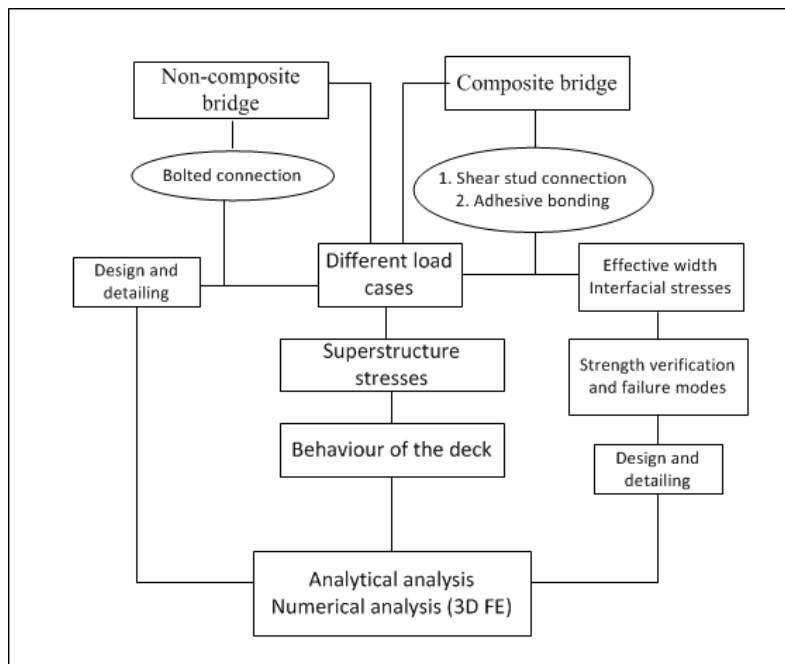 Non-composite
bridge
Composite bridge
Bolted connection
1. Shear stud connection
2. Adhesive bonding
Design and
detailing
Different load
cases
Effective width
Interfacial stresses
Superstructure
stresses
Strength verification
and failure modes
Behaviour of the deck
Design and
detailing
Analytical analysis
Numerical analysis (3D FE)